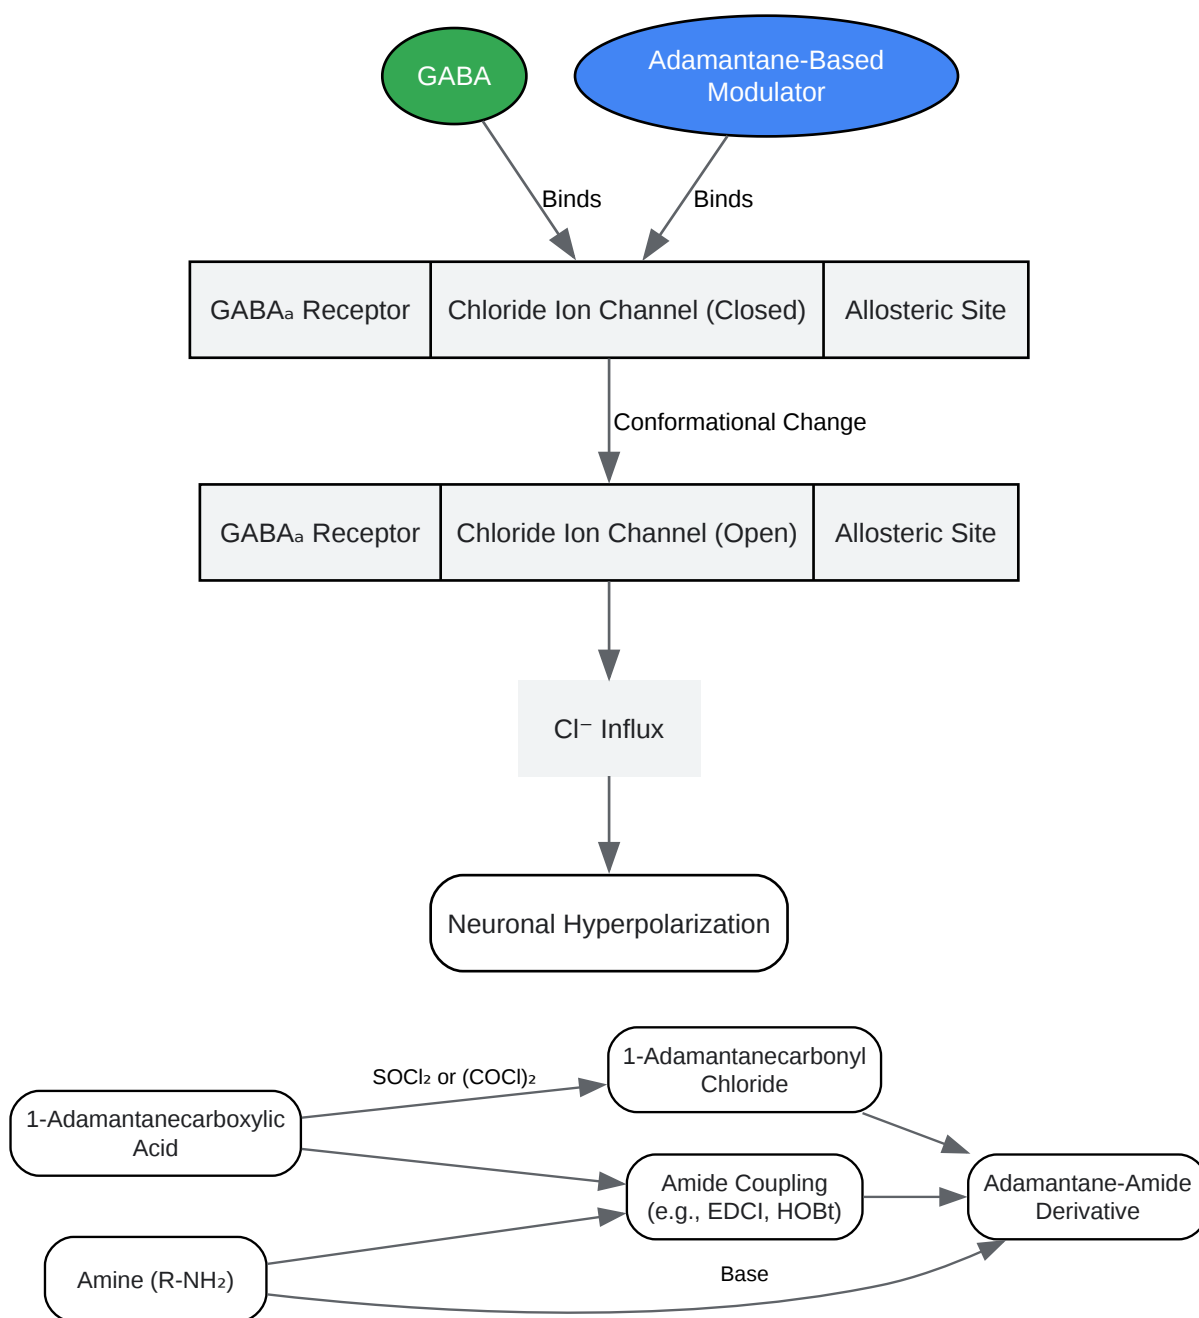 GABA
Adamantane-Based
Modulator
Binds
Binds
GABAₐ Receptor
Chloride Ion Channel (Closed)
Allosteric Site
Conformational Change
GABAₐ Receptor
Chloride Ion Channel (Open)
Allosteric Site
Cl⁻ Influx
Neuronal Hyperpolarization
1-Adamantanecarbonyl
Chloride
SOCl₂ or (COCl)₂
1-Adamantanecarboxylic
Acid
Amide Coupling
(e.g., EDCI, HOBt)
Adamantane-Amide
Derivative
Amine (R-NH₂)
Base